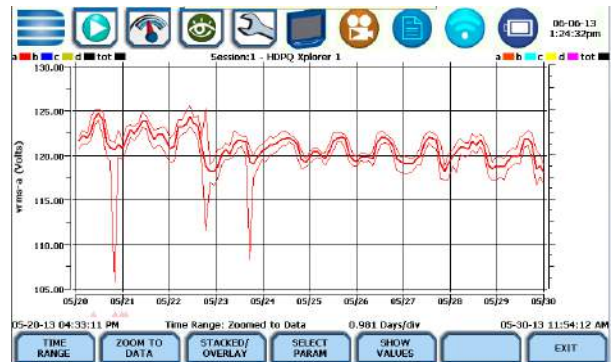 06-06-13
1:24:32pm
a b c d tot Session:1 - HDPQ Xplorer 1 a b c d tot
130.00
125.00
120.00
115.00
110.00
105.00
vrms-a (Volts)
05/20 05/21 05/22 05/23 05/24 05/25 05/26 05/27 05/28 05/29 05/30
05-20-13 04:33:11 PM Time Range: Zoomed to Data 0.981 Days/div 05-30-13 11:54:12 AM
TIME RANGE ZOOM TO DATA STACKED/ OVERLAY SELECT PARAM SHOW VALUES EXIT